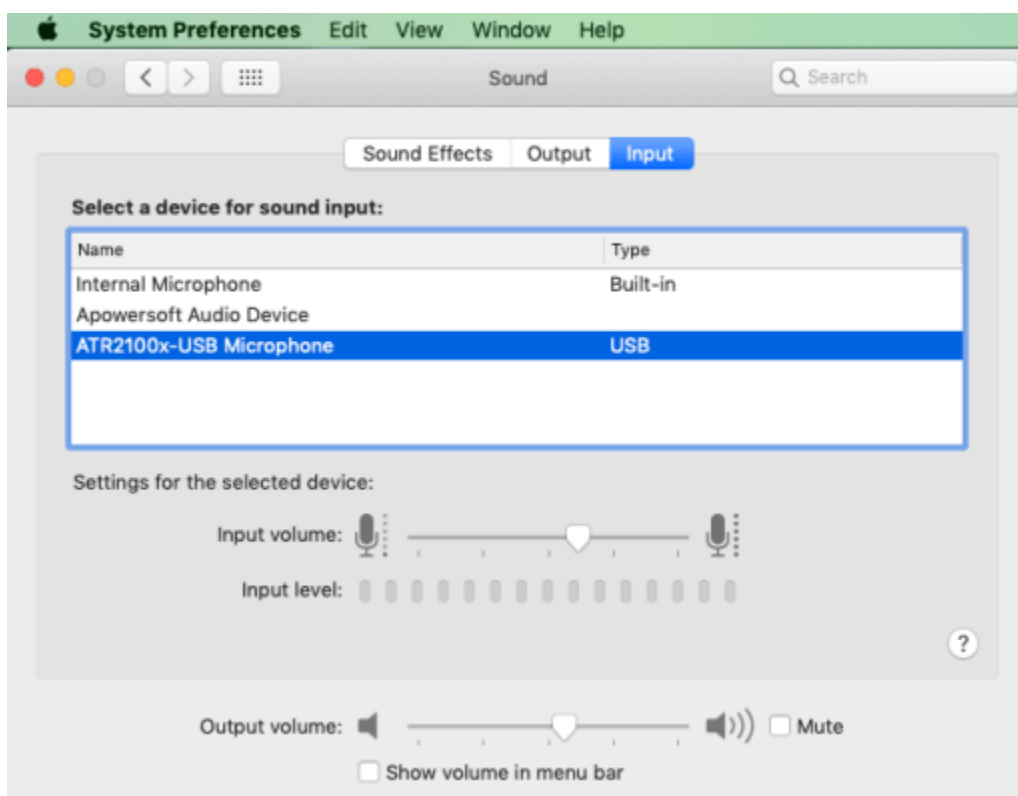 System Preferences Edit View Window Help
Sound
Search
Sound Effects Output Input
Select a device for sound input:
Name Type
Internal Microphone Built-in
Apowersoft Audio Device
ATR2100x-USB Microphone USB
Settings for the selected device:
Input volume:
Input level:
?
Output volume: Mute
Show volume in menu bar